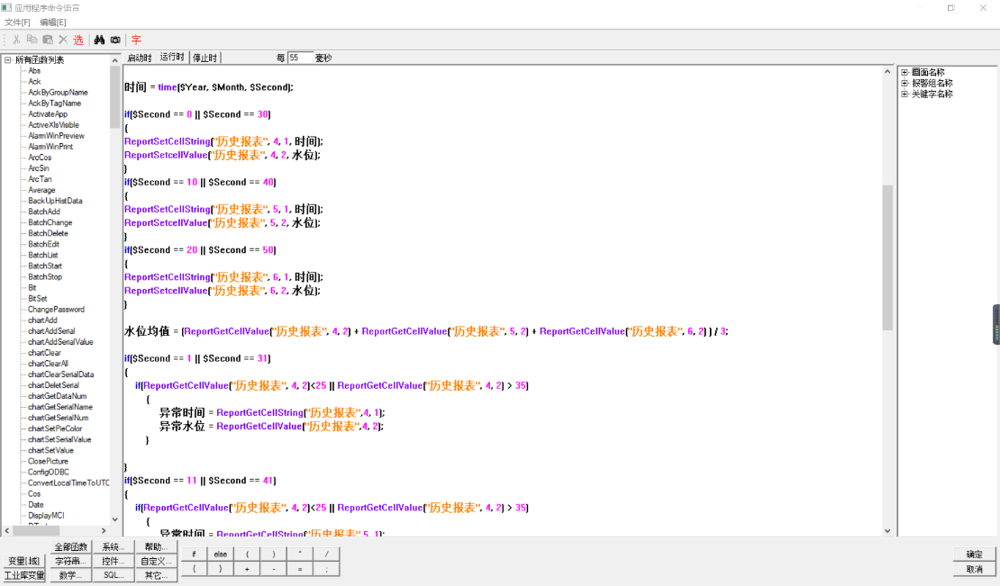 应用程序命令语言
文件[F] 编辑[E]
选 字
所有函数列表
Abs
Ack
AckByGroupName
AckByTagName
ActivateApp
ActiveXIsVisible
AlarmWinPreview
AlarmWinPrint
ArcCos
ArcSin
ArcTan
Average
BackUpHistData
BatchAdd
BatchChange
BatchDelete
BatchEdit
BatchList
BatchStart
BatchStop
Bit
BitSet
ChangePassword
chartAdd
chartAddSerial
chartAddSerialValue
chartClear
chartClearAll
chartClearSerialData
chartDeletSerial
chartGetDataNum
chartGetSerialName
chartGetSerialNum
chartSetPieColor
chartSetSerialValue
chartSetValue
ClosePicture
ConfigODBC
ConvertLocalTimeToUTC
Cos
Date
DisplayMCI
启动时 运行时 停止时 每 55 毫秒
时间 = time($Year, $Month, $Second);
if($Second == 0 || $Second == 30)
{
ReportSetCellString("历史报表", 4, 1, 时间);
ReportSetcellValue("历史报表", 4, 2, 水位);
}
if($Second == 10 || $Second == 40)
{
ReportSetCellString("历史报表", 5, 1, 时间);
ReportSetcellValue("历史报表", 5, 2, 水位);
}
if($Second == 20 || $Second == 50)
{
ReportSetCellString("历史报表", 6, 1, 时间);
ReportSetcellValue("历史报表", 6, 2, 水位);
}
水位均值 = (ReportGetCellValue("历史报表", 4, 2) + ReportGetCellValue("历史报表", 5, 2) + ReportGetCellValue("历史报表", 6, 2) ) / 3;
if($Second == 1 || $Second == 31)
{
if(ReportGetCellValue("历史报表", 4, 2)<25 || ReportGetCellValue("历史报表", 4, 2) > 35)
{
异常时间 = ReportGetCellString("历史报表",4, 1);
异常水位 = ReportGetCellValue("历史报表",4, 2);
}
}
if($Second == 11 || $Second == 41)
{
if(ReportGetCellValue("历史报表", 4, 2)<25 || ReportGetCellValue("历史报表", 4, 2) > 35)
{
异常时间 = ReportGetCellString("历史报表",5, 1);
画面名称
报警组名称
关键字名称
全部函数 系统... 帮助...
变量[域] 字符串... 控件... 自定义...
工业库变量 数学... SQL... 其它...
if else ( ) " /
{ } + - = ;
确定
取消